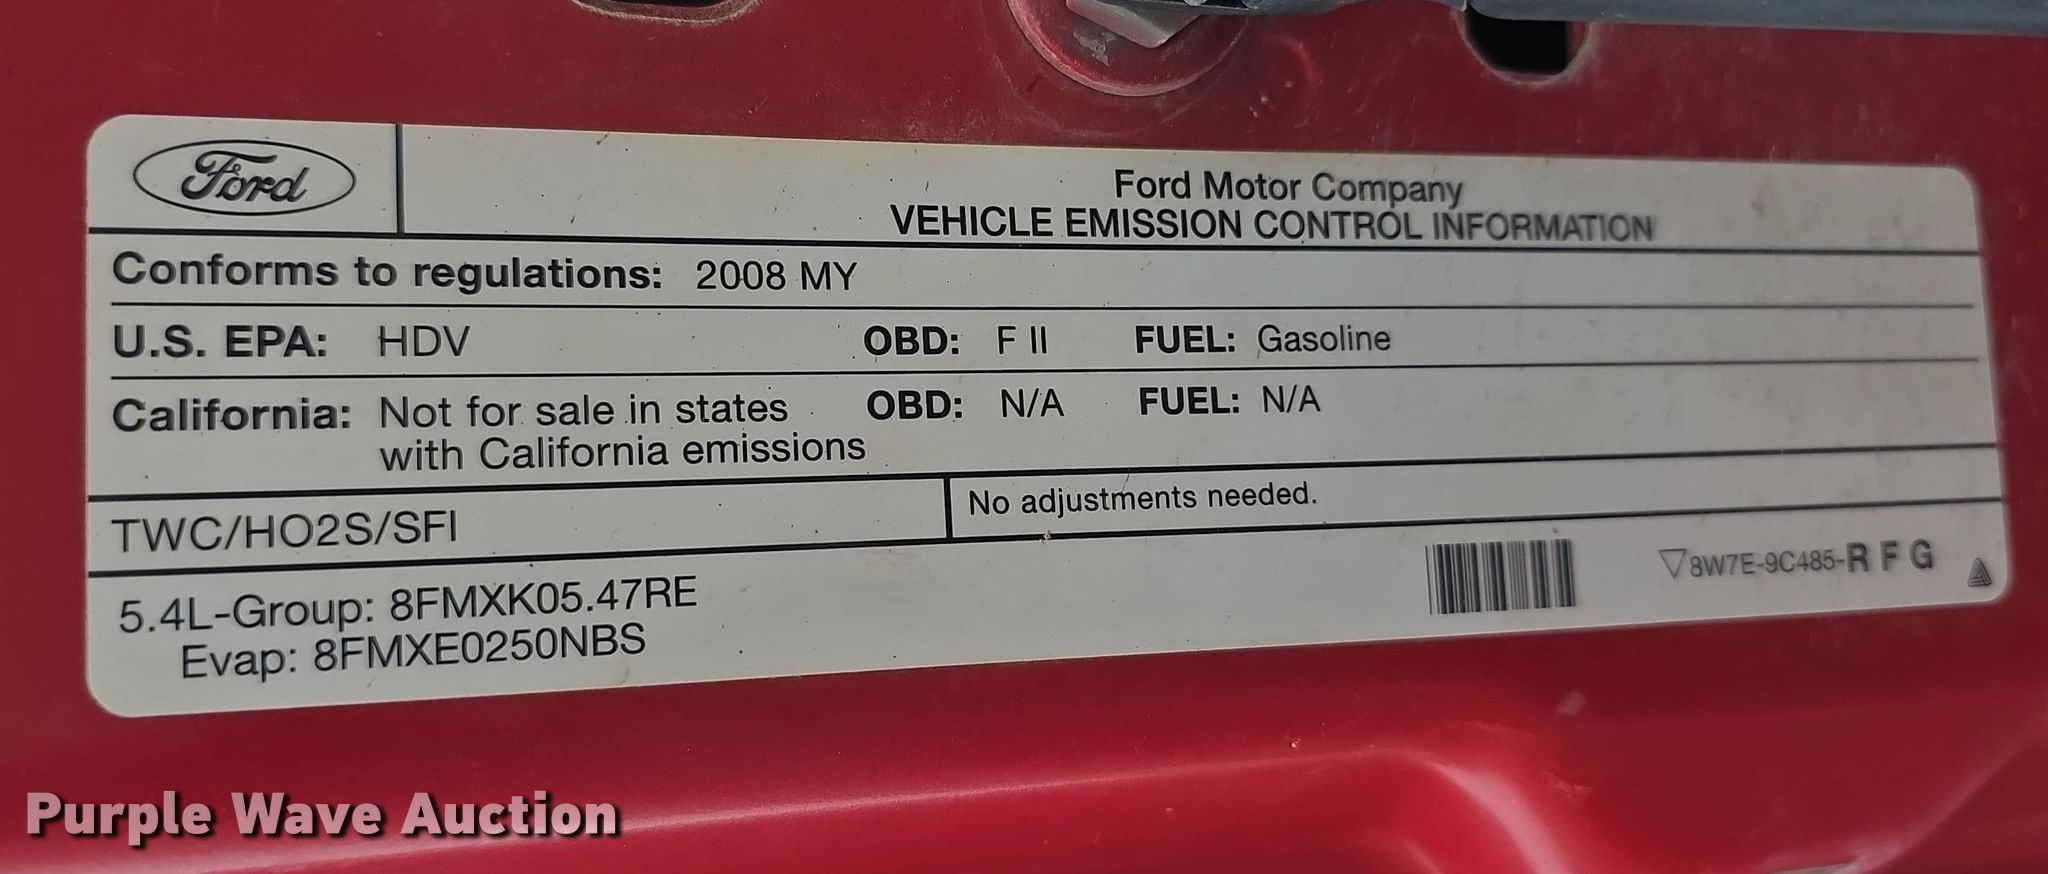 Ford
Ford Motor Company
VEHICLE EMISSION CONTROL INFORMATION
Conforms to regulations: 2008 MY
U.S. EPA: HDV OBD: F II FUEL: Gasoline
California: Not for sale in states OBD: N/A FUEL: N/A
with California emissions
TWC/HO2S/SFI
No adjustments needed.
5.4L-Group: 8FMXK05.47RE
Evap: 8FMXE0250NBS
8W7E-9C485-R F G
Purple Wave Auction